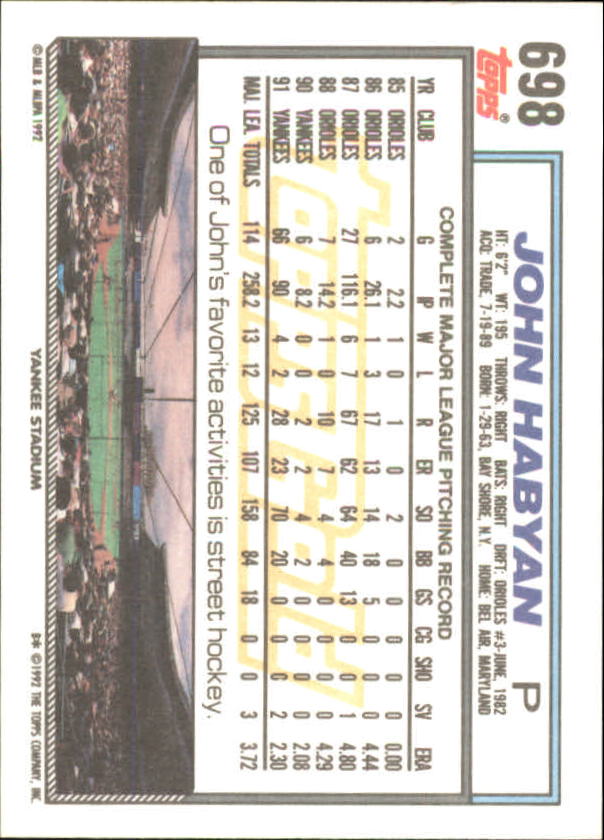 698
Topps®
JOHN HABYAN P
HT: 6'2" WT: 195 THROWS: RIGHT BATS: RIGHT DRFT: ORIOLES #3-JUNE, 1982
ACQ: TRADE, 7-19-89 BORN: 1-29-63, BAY SHORE, N.Y. HOME: BEL AIR, MARYLAND
COMPLETE MAJOR LEAGUE PITCHING RECORD
YR CLUB G IP W L R ER SO BB GS CG SHO SV ERA
85 ORIOLES 2 2.2 1 0 1 0 2 0 0 0 0 0 0.00
86 ORIOLES 6 26.1 1 3 17 13 14 18 5 0 0 0 4.44
87 ORIOLES 27 116.1 6 7 67 62 64 40 13 0 0 1 4.80
88 ORIOLES 7 14.2 1 0 10 7 4 4 0 0 0 0 4.29
90 YANKEES 6 8.2 0 0 2 2 4 2 0 0 0 0 2.08
91 YANKEES 66 90 4 2 28 23 70 20 0 0 0 2 2.30
MAJ. LEA. TOTALS 114 258.2 13 12 125 107 158 84 18 0 0 3 3.72
ToppsGold
One of John's favorite activities is street hockey.
© MLB & MLBPA 1992 YANKEE STADIUM B* © 1992 THE TOPPS COMPANY, INC.